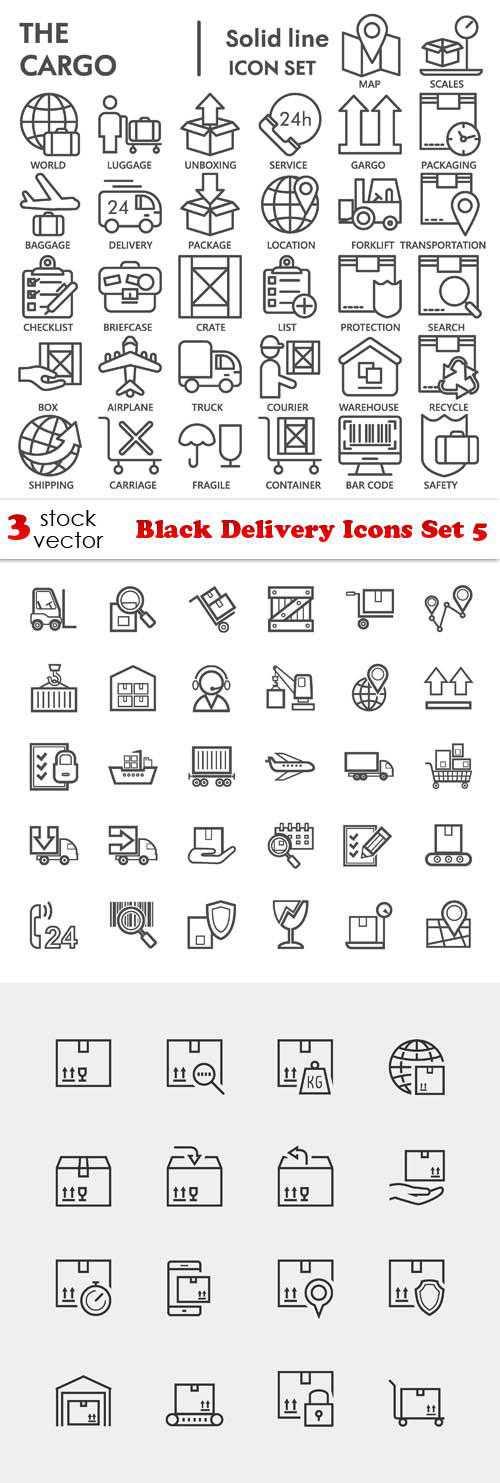 THE
CARGO
Solid line
ICON SET
MAP
SCALES
24h
WORLD
LUGGAGE
UNBOXING
SERVICE
GARGO
PACKAGING
24
BAGGAGE
DELIVERY
PACKAGE
LOCATION
FORKLIFT
TRANSPORTATION
CHECKLIST
BRIEFCASE
CRATE
LIST
PROTECTION
SEARCH
BOX
AIRPLANE
TRUCK
COURIER
WAREHOUSE
RECYCLE
SHIPPING
CARRIAGE
FRAGILE
CONTAINER
BAR CODE
SAFETY
3 stock
vector
Black Delivery Icons Set 5
24
KG